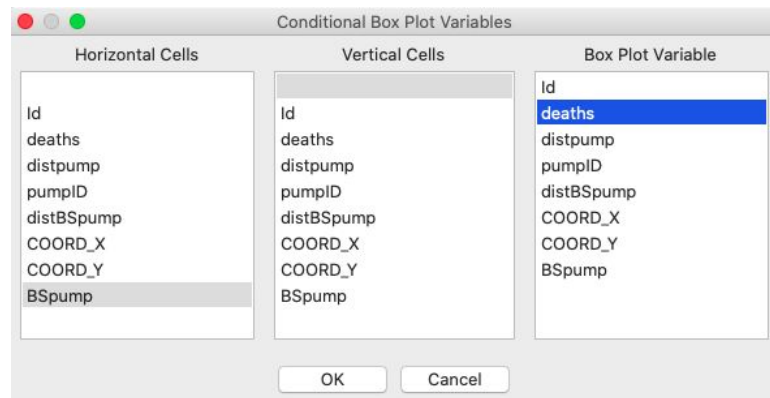 Conditional Box Plot Variables
Horizontal Cells
Id
deaths
distpump
pumpID
distBSpump
COORD_X
COORD_Y
BSpump
Vertical Cells
Id
deaths
distpump
pumpID
distBSpump
COORD_X
COORD_Y
BSpump
Box Plot Variable
Id
deaths
distpump
pumpID
distBSpump
COORD_X
COORD_Y
BSpump
OK
Cancel